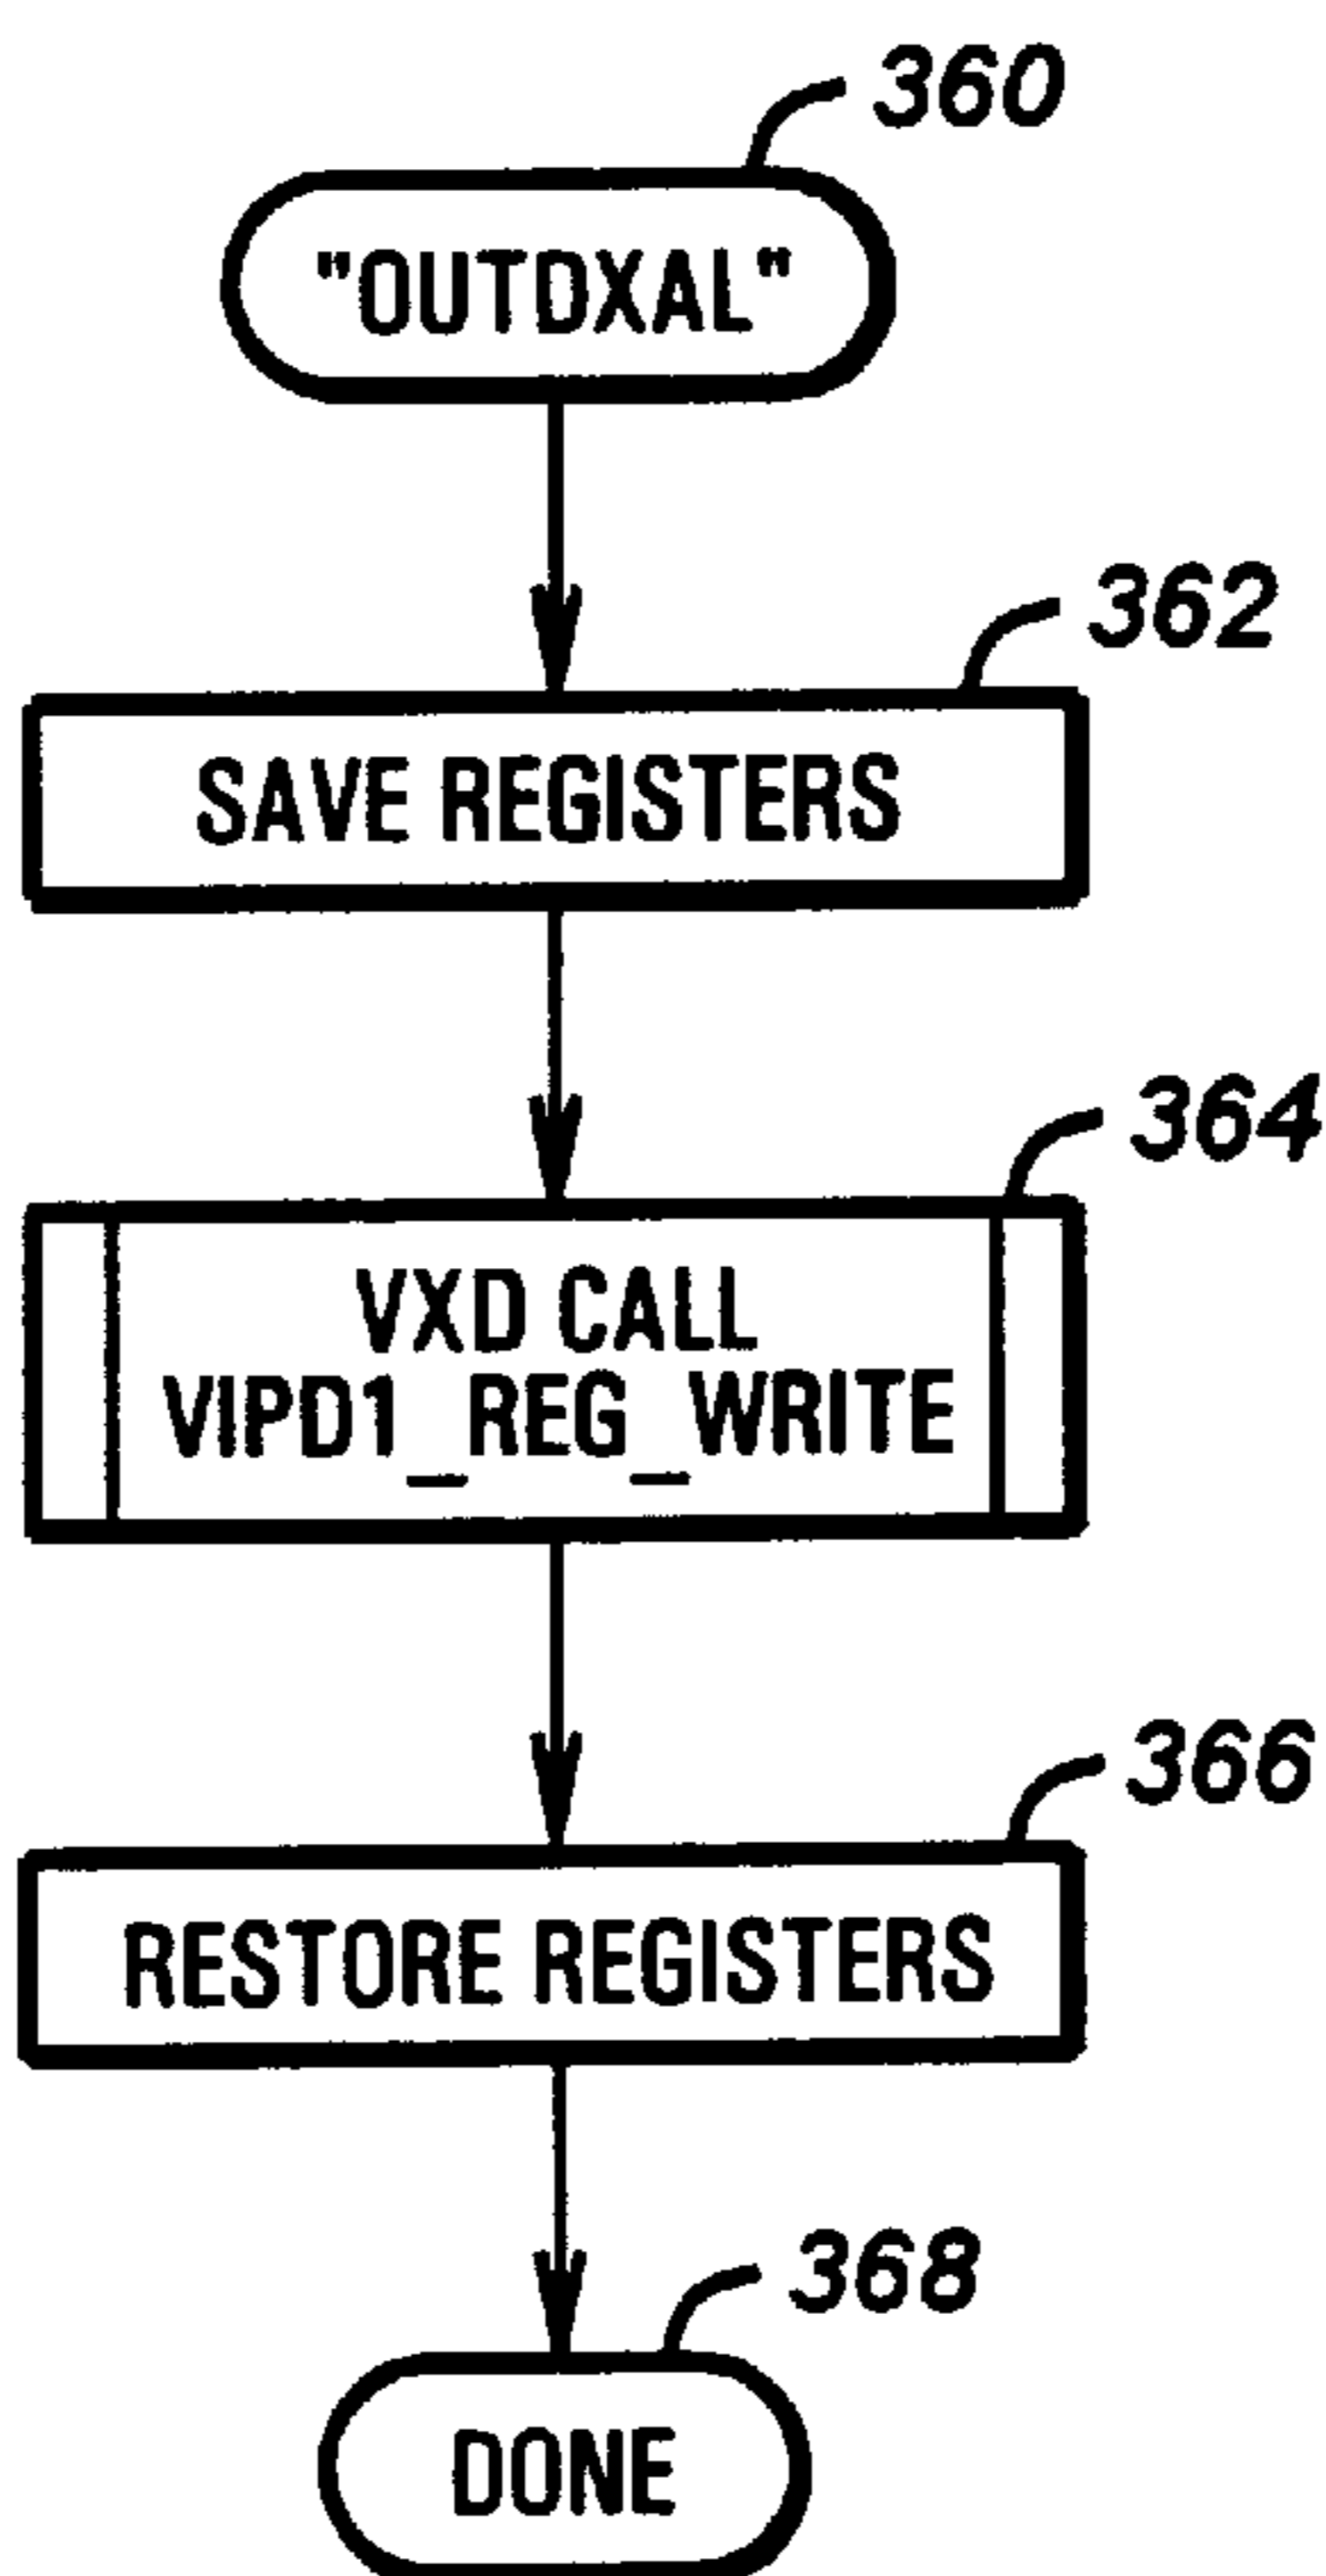 360
"OUTDXAL"
362
SAVE REGISTERS
364
VXD CALL
VIPD1_REG_WRITE
366
RESTORE REGISTERS
368
DONE